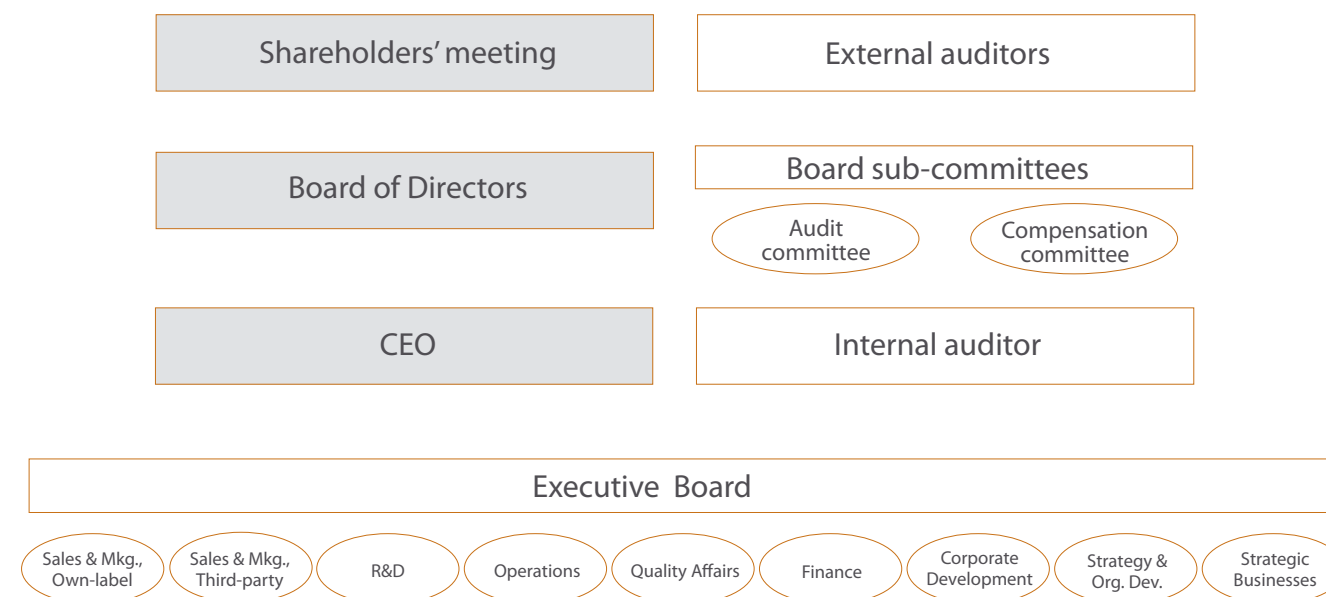 Shareholders’ meeting
External auditors
Board of Directors
Board sub-committees
Audit
committee
Compensation
committee
CEO
Internal auditor
Executive Board
Sales & Mkg.,
Own-label
Sales & Mkg.,
Third-party
R&D
Operations
Quality Affairs
Finance
Corporate
Development
Strategy &
Org. Dev.
Strategic
Businesses